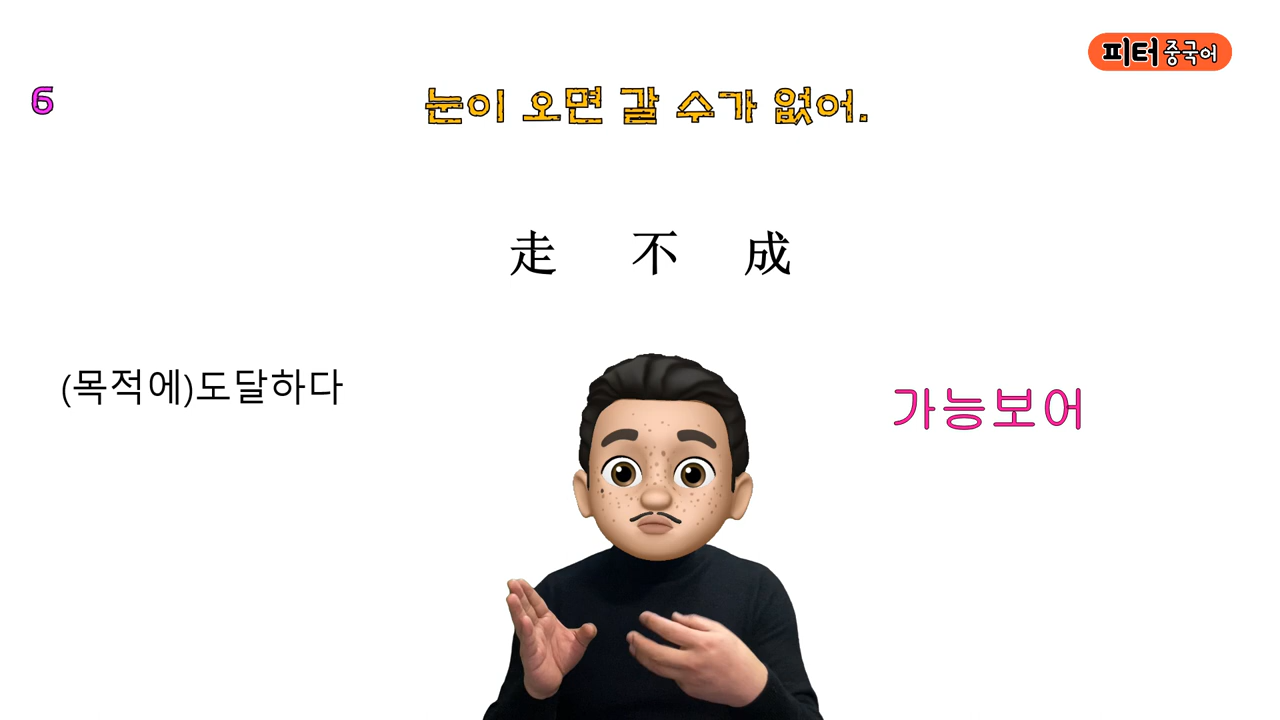 피터 중국어
6
눈이 오면 갈 수가 없어.
走 不 成
(목적에)도달하다
가능보어